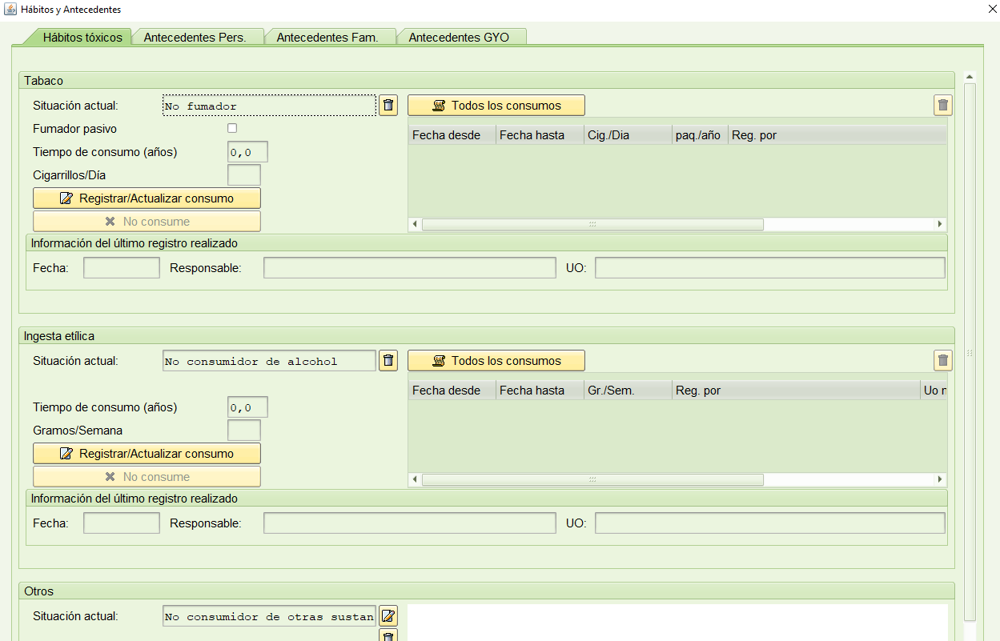 Hábitos y Antecedentes
Hábitos tóxicos Antecedentes Pers. Antecedentes Fam. Antecedentes GYO
Tabaco
Situación actual: No fumador Todos los consumos
Fumador pasivo
Fecha desde Fecha hasta Cig./Dia paq./año Reg. por
Tiempo de consumo (años) 0,0
Cigarrillos/Día
Registrar/Actualizar consumo
No consume
Información del último registro realizado
Fecha: Responsable: UO:
Ingesta etílica
Situación actual: No consumidor de alcohol Todos los consumos
Fecha desde Fecha hasta Gr./Sem. Reg. por Uo n
Tiempo de consumo (años) 0,0
Gramos/Semana
Registrar/Actualizar consumo
No consume
Información del último registro realizado
Fecha: Responsable: UO:
Otros
Situación actual: No consumidor de otras sustan